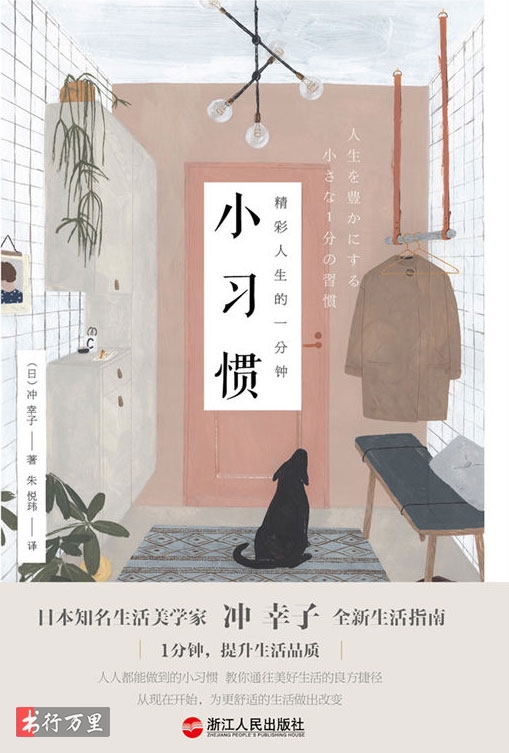 人生を豊かにする
小さな1分の習慣
精彩人生的一分钟
小习惯
（日）冲 幸子——著 朱 悦玮——译
日本知名生活美学家 冲 幸子 全新生活指南
1分钟，提升生活品质
人人都能做到的小习惯 教你通往美好生活的良方捷径
从现在开始，为更舒适的生活做出改变
书行万里
浙江人民出版社
ZHEJIANG PEOPLE'S PUBLISHING HOUSE